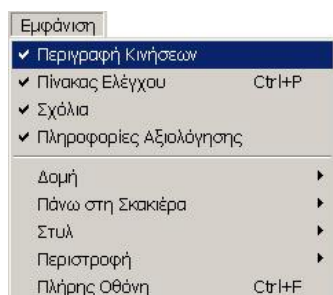 Εμφάνιση
Περιγραφή Κινήσεων
Πίνακας Ελέγχου Ctrl+P
Σχόλια
Πληροφορίες Αξιολόγησης
Δομή
Πάνω στη Σκακιέρα
Στυλ
Περιστροφή
Πλήρης Οθόνη Ctrl+F